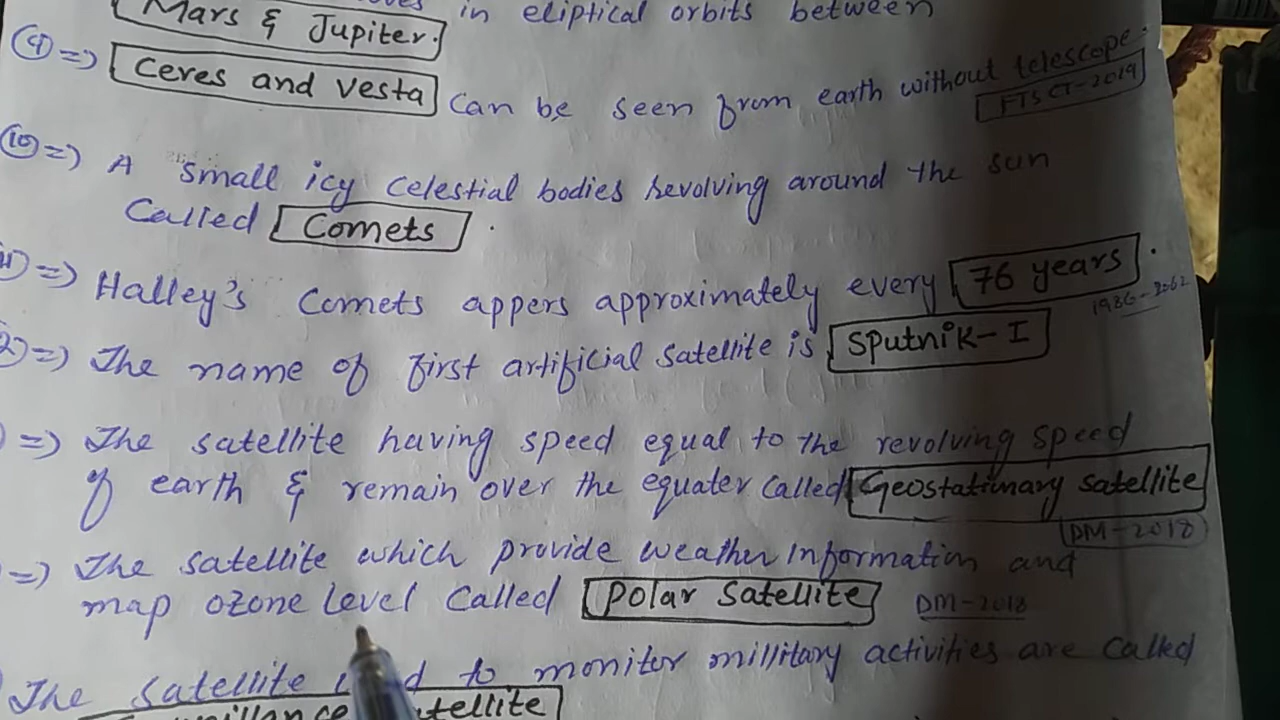 in eliptical orbits between
Mars & Jupiter.
(9) => Ceres and Vesta can be seen from earth without telescope.
FTSCT-2019
(10) => A small icy celestial bodies revolving around the sun
Called Comets.
=> Halley's Comets appers approximately every 76 years.
1986-2062
=> The name of first artificial satellite is Sputnik-I
=> The satellite having speed equal to the revolving speed
of earth & remain over the equater called Geostationary satellite
DM-2018
=> The satellite which provide weather information and
map ozone level called Polar Satellite DM-2018
The satellite to monitor millitary activities are called